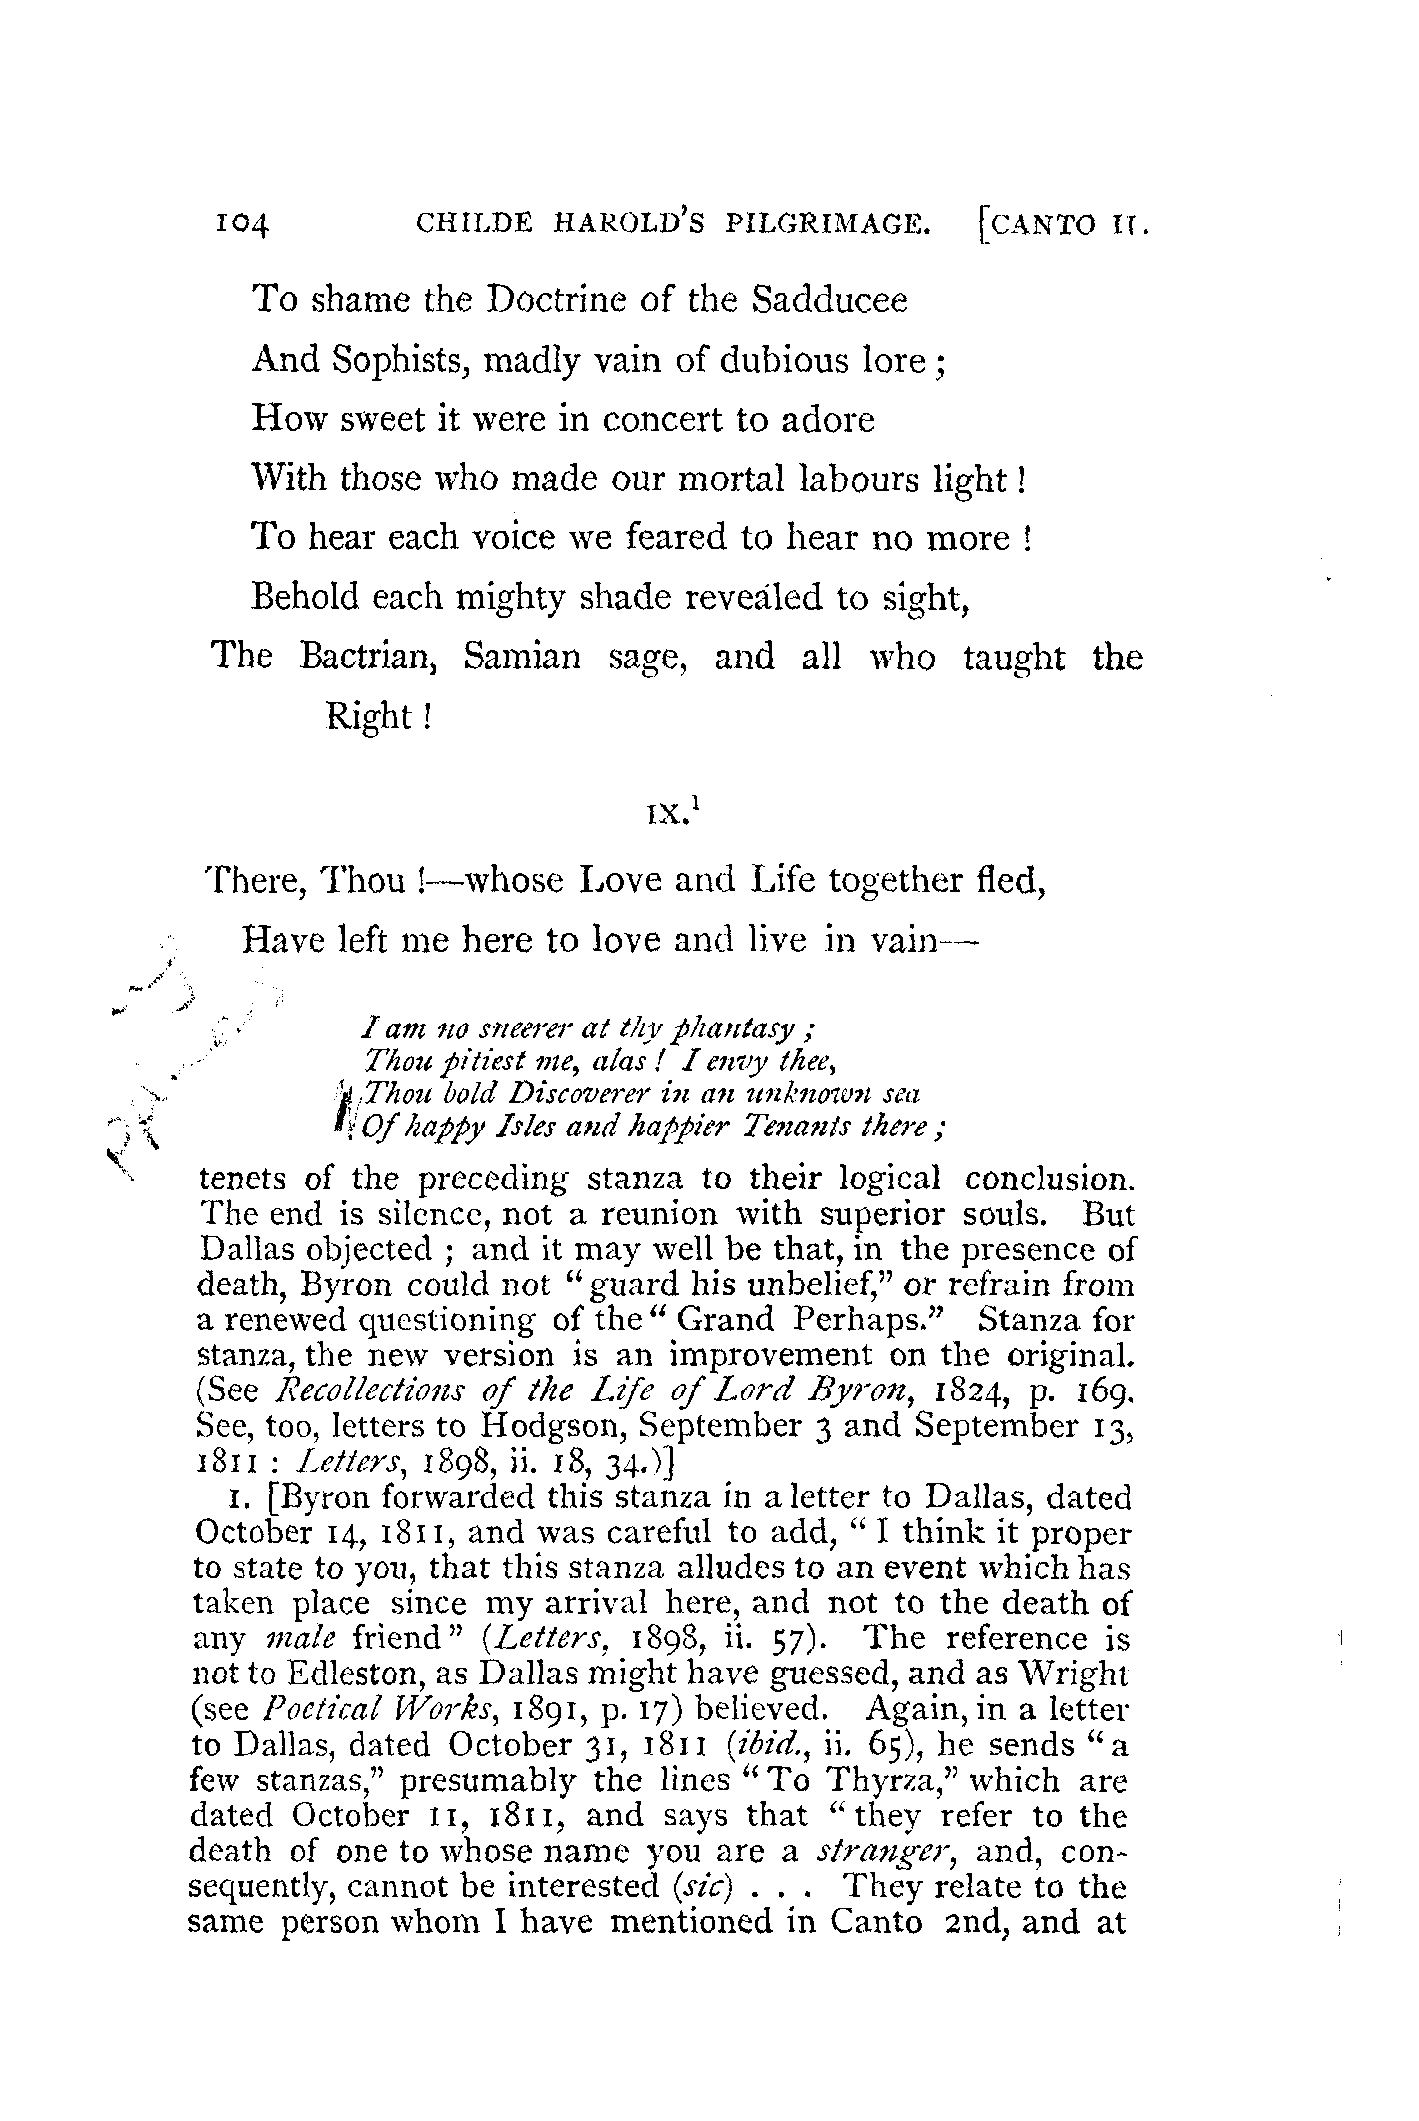 104 CHILDE HAROLD'S PILGRIMAGE. [CANTO II.
To shame the Doctrine of the Sadducee
And Sophists, madly vain of dubious lore ;
How sweet it were in concert to adore
With those who made our mortal labours light !
To hear each voice we feared to hear no more !
Behold each mighty shade revealed to sight,
The Bactrian, Samian sage, and all who taught the
Right !
IX.¹
There, Thou !—whose Love and Life together fled,
Have left me here to love and live in vain—
I am no sneerer at thy phantasy ;
Thou pitiest me, alas ! I envy thee,
Thou bold Discoverer in an unknown sea
Of happy Isles and happier Tenants there ;
tenets of the preceding stanza to their logical conclusion.
The end is silence, not a reunion with superior souls. But
Dallas objected ; and it may well be that, in the presence of
death, Byron could not “guard his unbelief,” or refrain from
a renewed questioning of the “Grand Perhaps.” Stanza for
stanza, the new version is an improvement on the original.
(See Recollections of the Life of Lord Byron, 1824, p. 169.
See, too, letters to Hodgson, September 3 and September 13,
1811 : Letters, 1898, ii. 18, 34.)]
1. [Byron forwarded this stanza in a letter to Dallas, dated
October 14, 1811, and was careful to add, “I think it proper
to state to you, that this stanza alludes to an event which has
taken place since my arrival here, and not to the death of
any male friend” (Letters, 1898, ii. 57). The reference is
not to Edleston, as Dallas might have guessed, and as Wright
(see Poetical Works, 1891, p. 17) believed. Again, in a letter
to Dallas, dated October 31, 1811 (ibid., ii. 65), he sends “a
few stanzas,” presumably the lines “To Thyrza,” which are
dated October 11, 1811, and says that “they refer to the
death of one to whose name you are a stranger, and, con-
sequently, cannot be interested (sic) . . . They relate to the
same person whom I have mentioned in Canto 2nd, and at